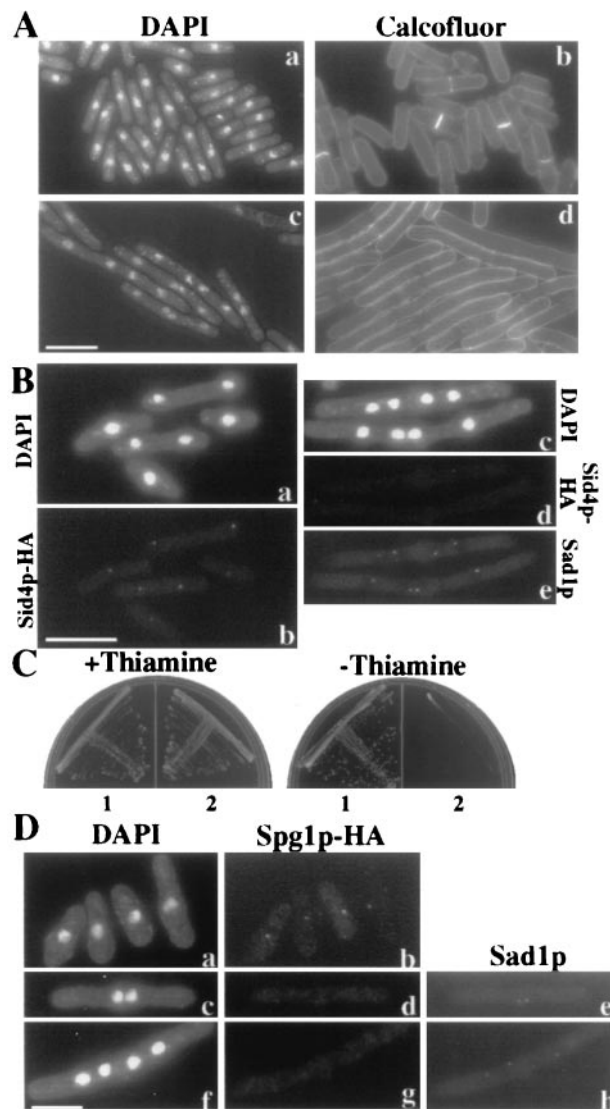 A
DAPI
Calcofluor
a
b
c
d
B
DAPI
a
Sid4p-HA
b
c
DAPI
d
Sid4p-
HA
e
Sad1p
C
+Thiamine
-Thiamine
1
2
1
2
D
DAPI
Spg1p-HA
a
b
Sad1p
c
d
e
f
g
h